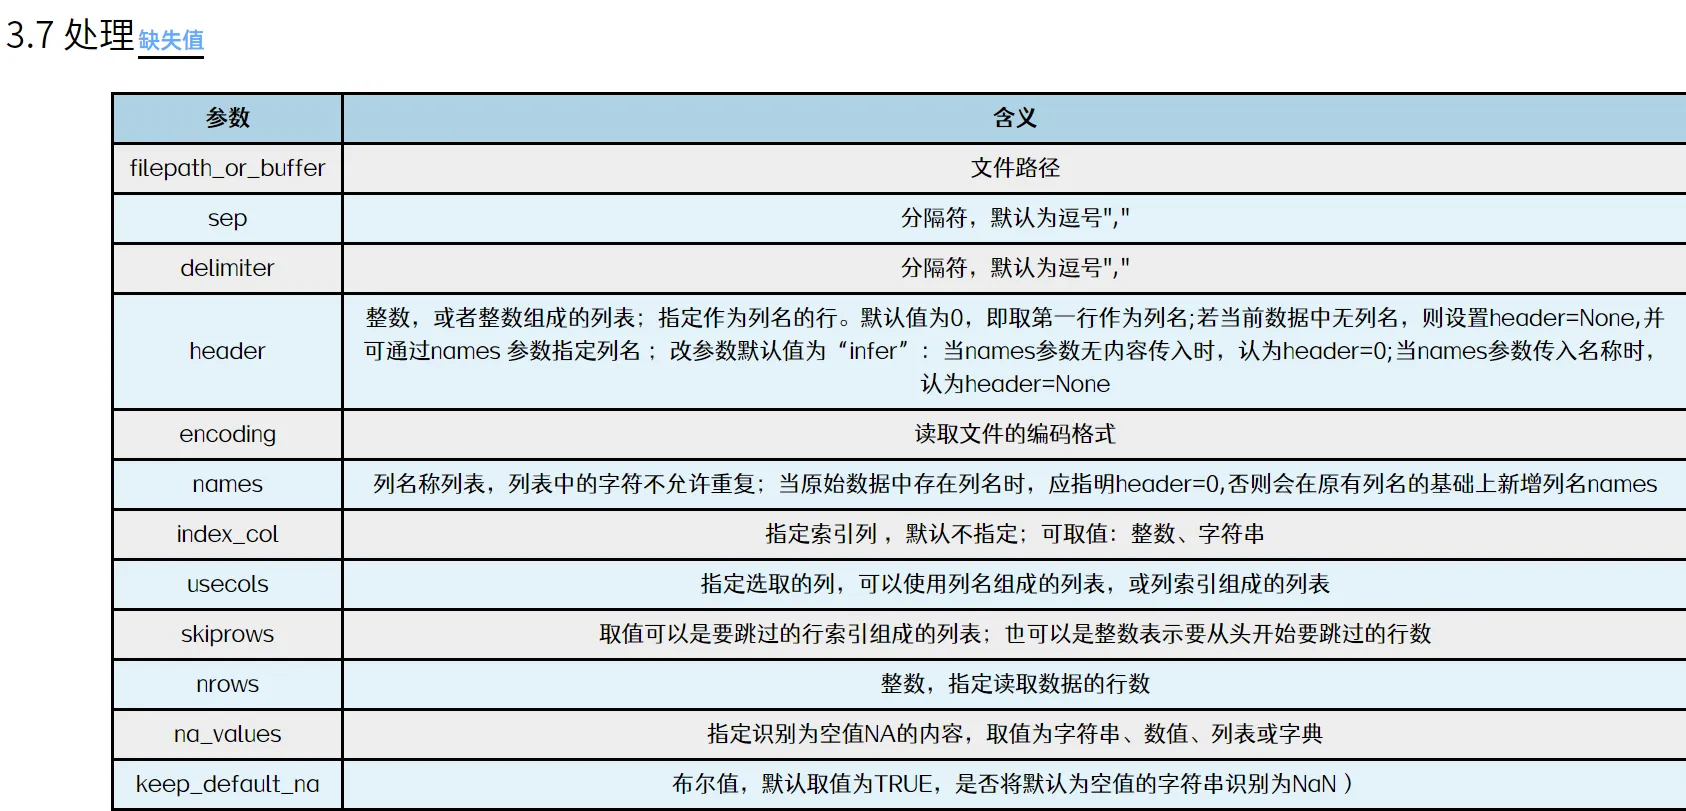 3.7 处理缺失值
参数 含义
filepath_or_buffer 文件路径
sep 分隔符，默认为逗号","
delimiter 分隔符，默认为逗号","
整数，或者整数组成的列表；指定作为列名的行。默认值为0，即取第一行作为列名;若当前数据中无列名，则设置header=None,并
header 可通过names 参数指定列名 ；改参数默认值为“infer”：当names参数无内容传入时，认为header=0;当names参数传入名称时，
认为header=None
encoding 读取文件的编码格式
names 列名称列表，列表中的字符不允许重复；当原始数据中存在列名时，应指明header=0,否则会在原有列名的基础上新增列名names
index_col 指定索引列 ，默认不指定；可取值：整数、字符串
usecols 指定选取的列，可以使用列名组成的列表，或列索引组成的列表
skiprows 取值可以是要跳过的行索引组成的列表；也可以是整数表示要从头开始要跳过的行数
nrows 整数，指定读取数据的行数
na_values 指定识别为空值NA的内容，取值为字符串、数值、列表或字典
keep_default_na 布尔值，默认取值为TRUE，是否将默认为空值的字符串识别为NaN ）